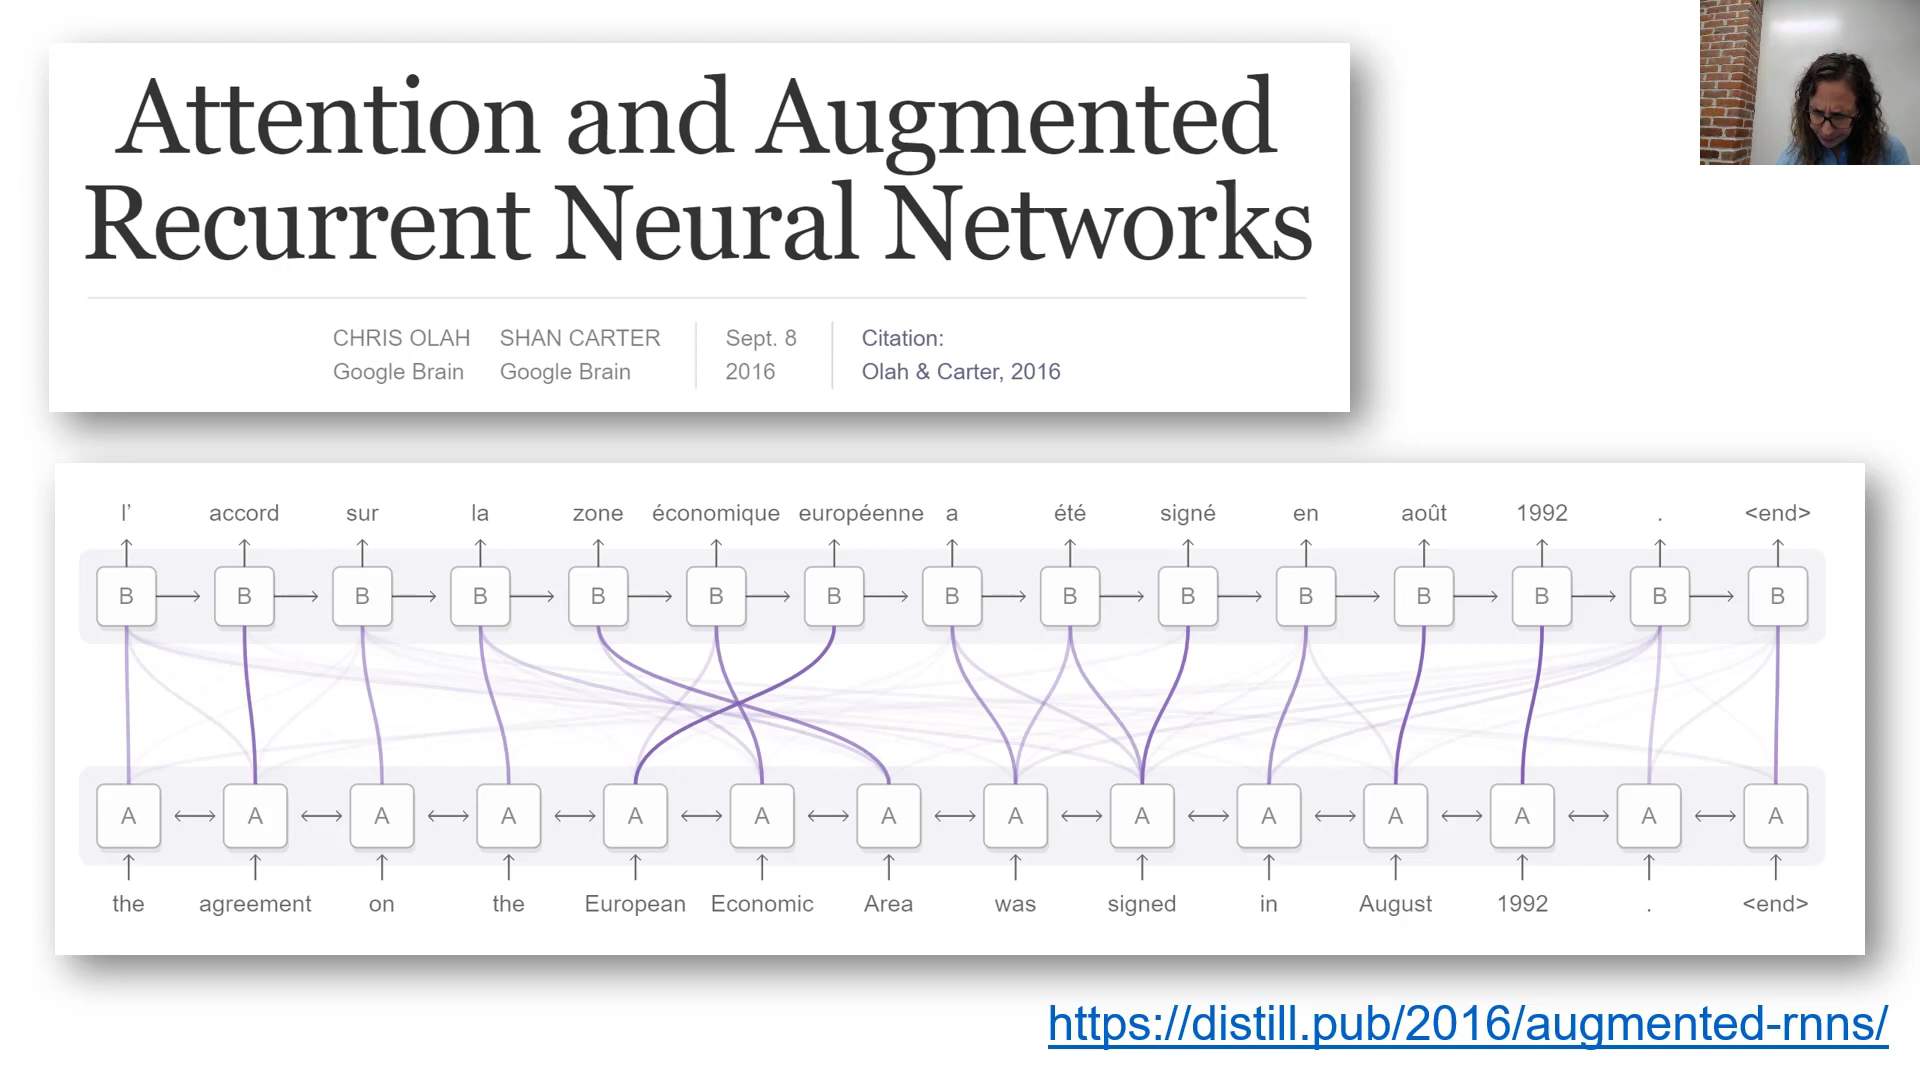 Attention and Augmented
Recurrent Neural Networks
CHRIS OLAH SHAN CARTER Sept. 8 Citation:
Google Brain Google Brain 2016 Olah & Carter, 2016
l’ accord sur la zone économique européenne a été signé en août 1992 . <end>
B B B B B B B B B B B B B B B
A A A A A A A A A A A A A A
the agreement on the European Economic Area was signed in August 1992 . <end>
https://distill.pub/2016/augmented-rnns/